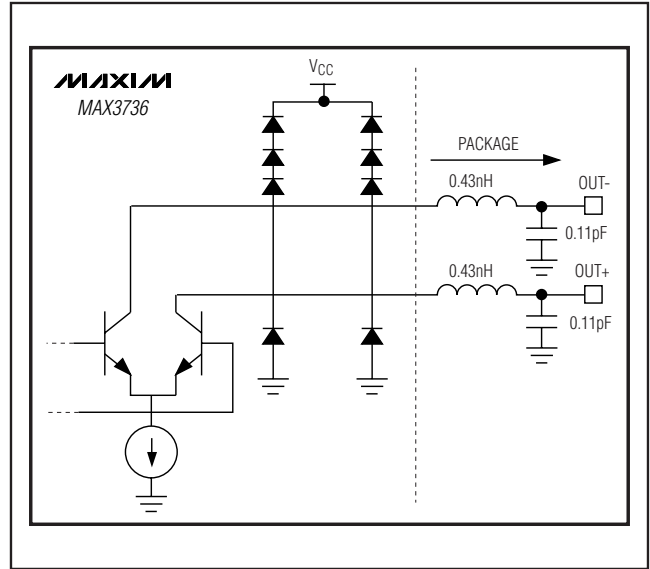 MAXIM
MAX3736
VCC
PACKAGE
0.43nH
OUT-
0.11pF
0.43nH
OUT+
0.11pF